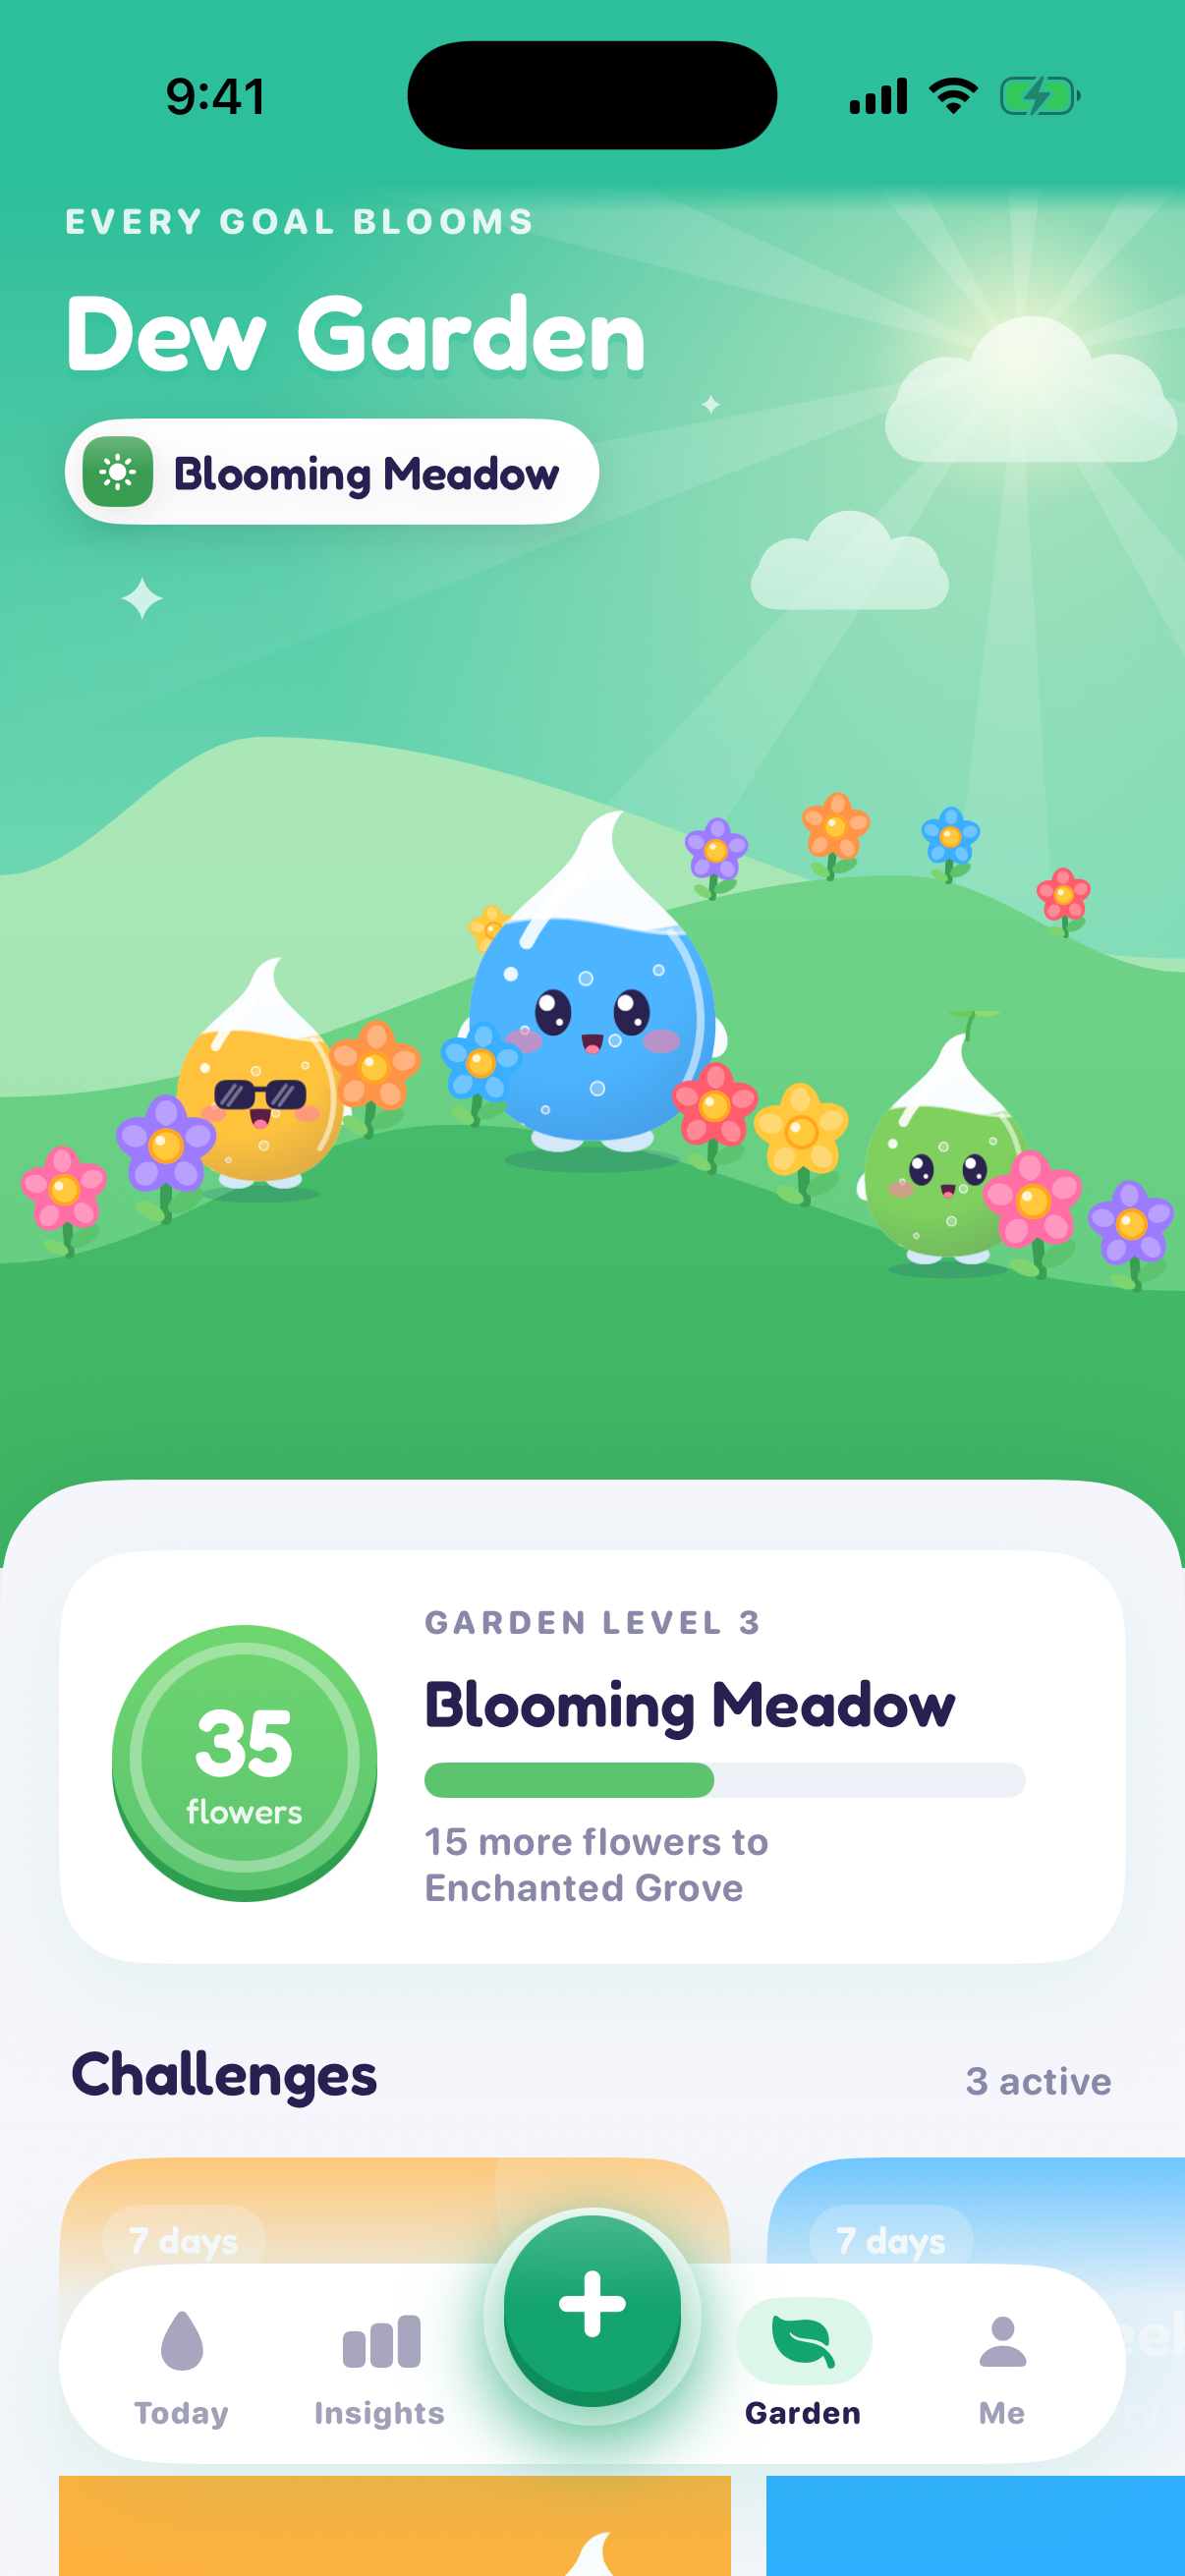 9:41
EVERY GOAL BLOOMS
Dew Garden
Blooming Meadow
GARDEN LEVEL 3
Blooming Meadow
35
flowers
15 more flowers to
Enchanted Grove
Challenges
3 active
7 days
7 days
Today
Insights
Garden
Me